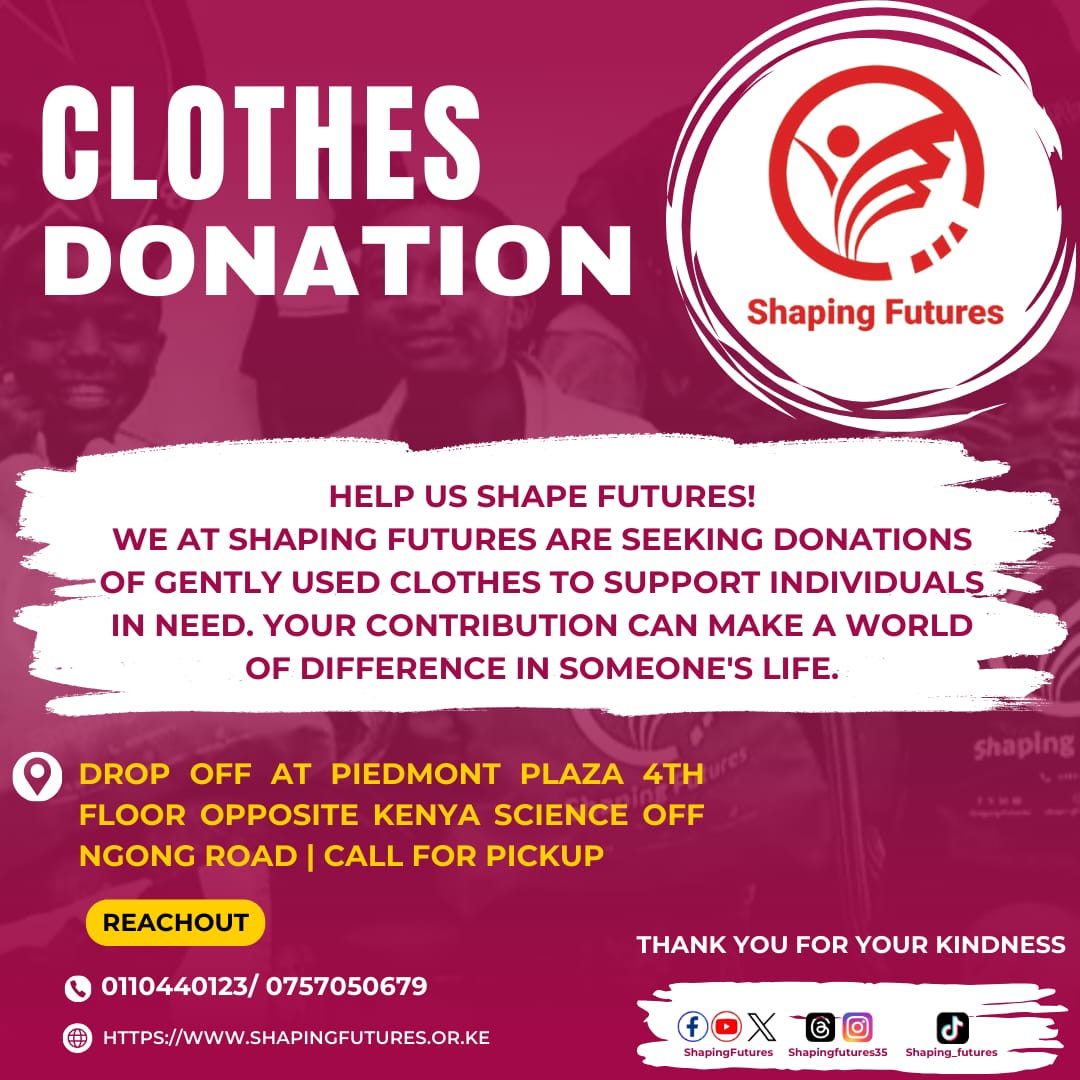 CLOTHES
DONATION
Shaping Futures
HELP US SHAPE FUTURES!
WE AT SHAPING FUTURES ARE SEEKING DONATIONS
OF GENTLY USED CLOTHES TO SUPPORT INDIVIDUALS
IN NEED. YOUR CONTRIBUTION CAN MAKE A WORLD
OF DIFFERENCE IN SOMEONE'S LIFE.
Shaping Futures
Shaping
DROP OFF AT PIEDMONT PLAZA 4TH
FLOOR OPPOSITE KENYA SCIENCE OFF
NGONG ROAD | CALL FOR PICKUP
REACHOUT
0110440123/ 0757050679
HTTPS://WWW.SHAPINGFUTURES.OR.KE
THANK YOU FOR YOUR KINDNESS
ShapingFutures Shapingfutures35 Shaping_futures